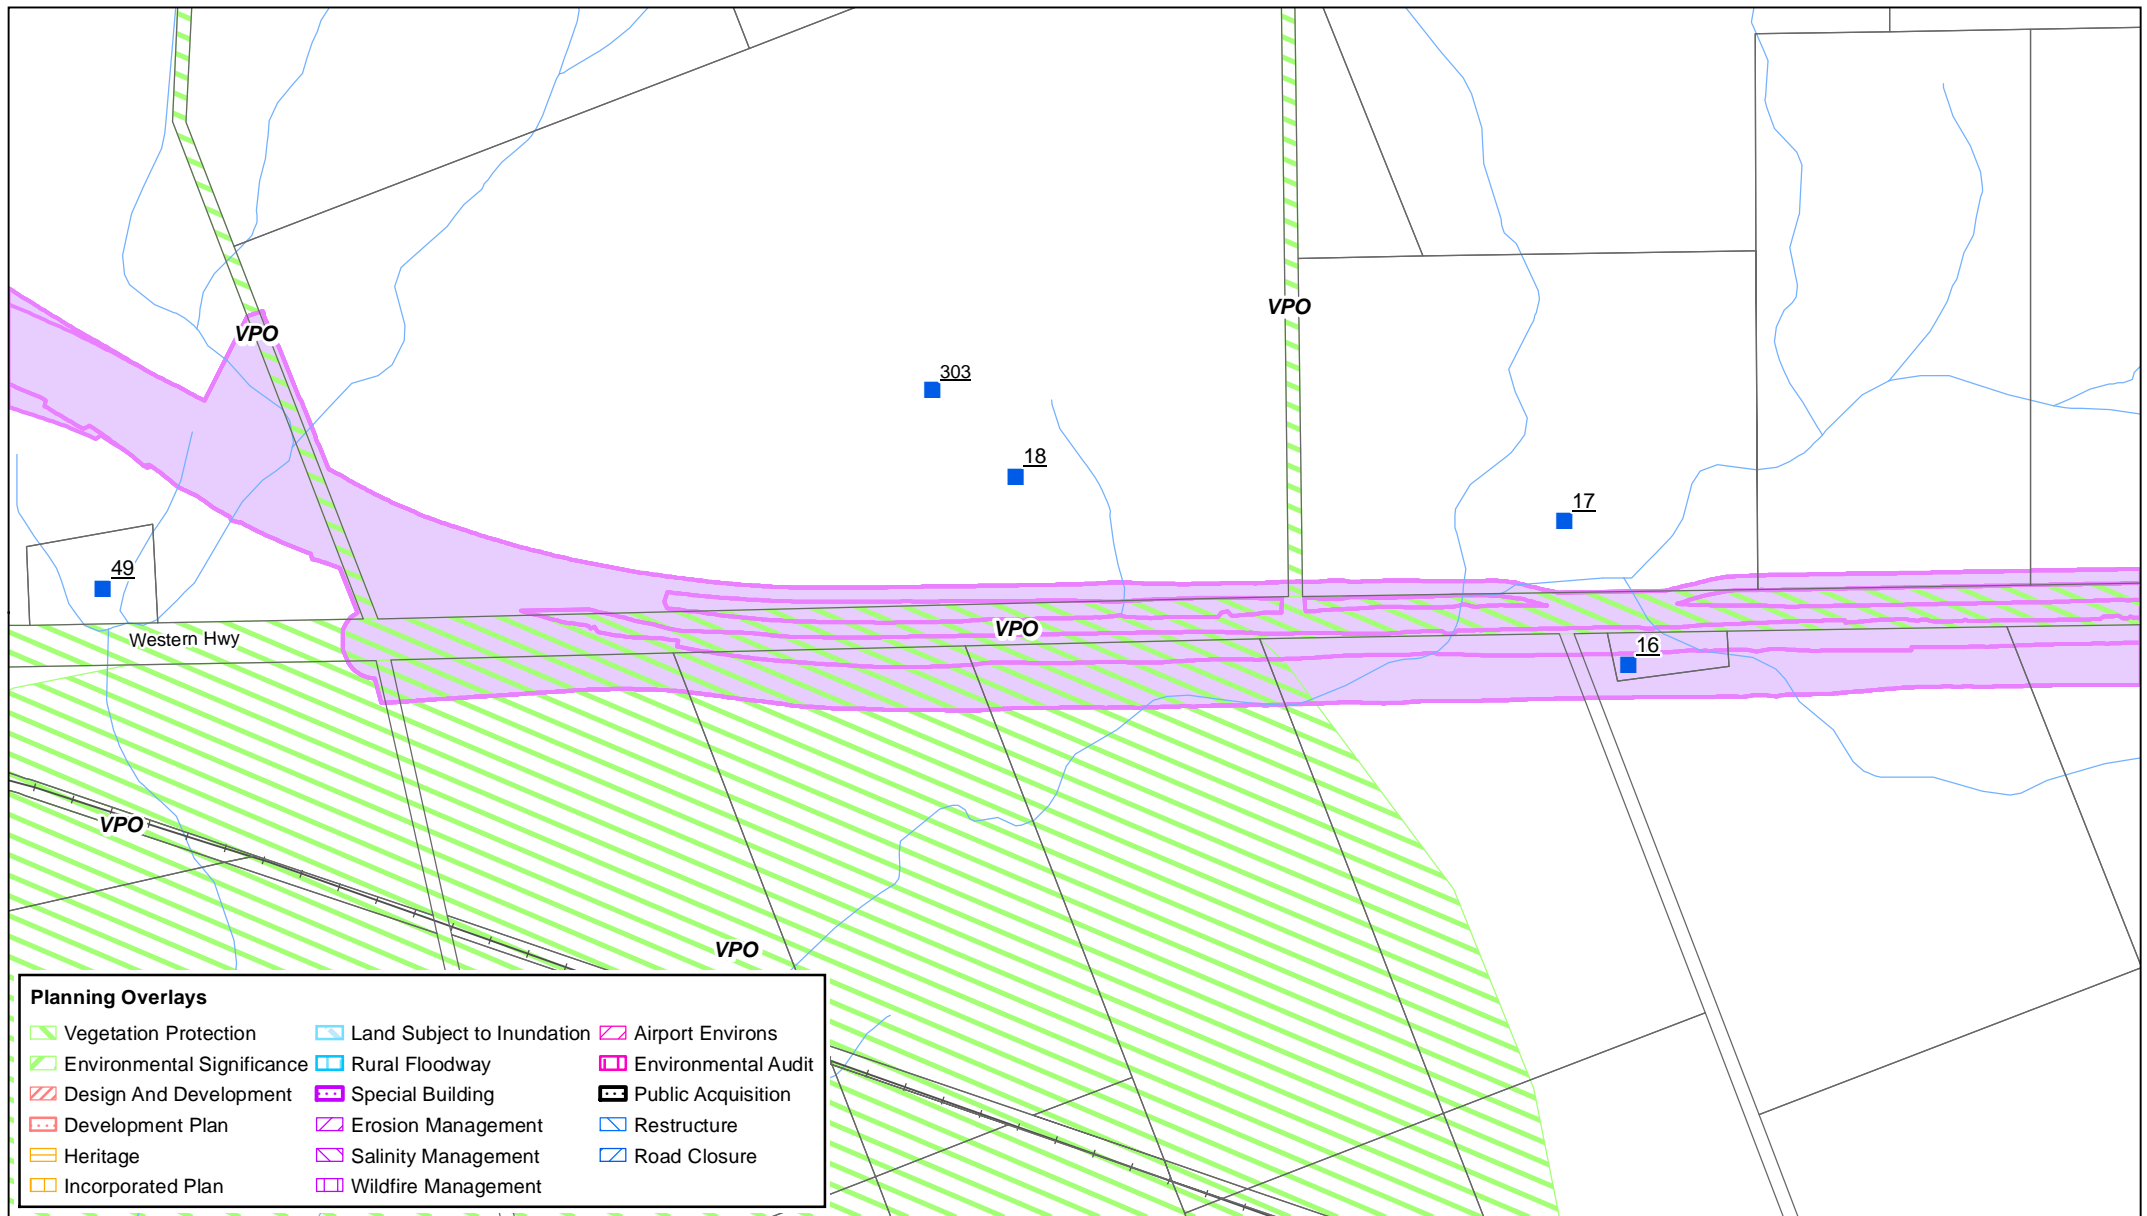 VPO
VPO
303
18
17
49
Western Hwy
VPO
16
VPO
VPO
Planning Overlays
Vegetation Protection
Environmental Significance
Design And Development
Development Plan
Heritage
Incorporated Plan
Land Subject to Inundation
Rural Floodway
Special Building
Erosion Management
Salinity Management
Wildfire Management
Airport Environs
Environmental Audit
Public Acquisition
Restructure
Road Closure